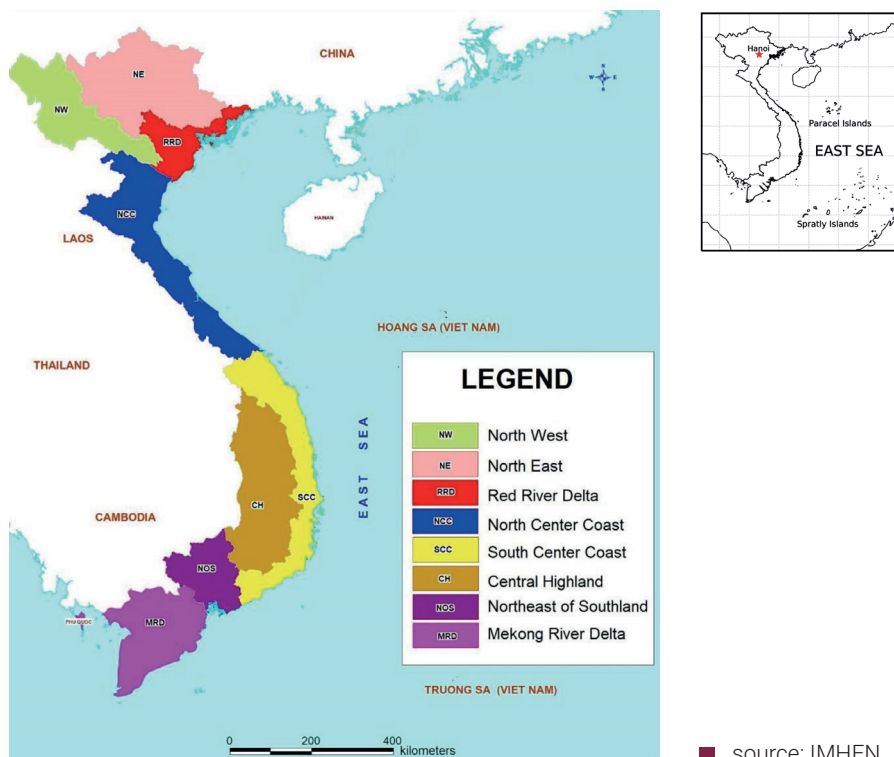 CHINA
NE
NW
RRD
NCC
HAINAN
LAOS
HOANG SA (VIET NAM)
THAILAND
EAST SEA
SCC
CH
CAMBODIA
NOS
PHU QUOC
MRD
TRUONG SA (VIET NAM)
0 200 400
kilometers
N
W E
S
LEGEND
NW North West
NE North East
RRD Red River Delta
NCC North Center Coast
SCC South Center Coast
CH Central Highland
NOS Northeast of Southland
MRD Mekong River Delta
Hanoi
Paracel Islands
EAST SEA
Spratly Islands
source: IMHEN